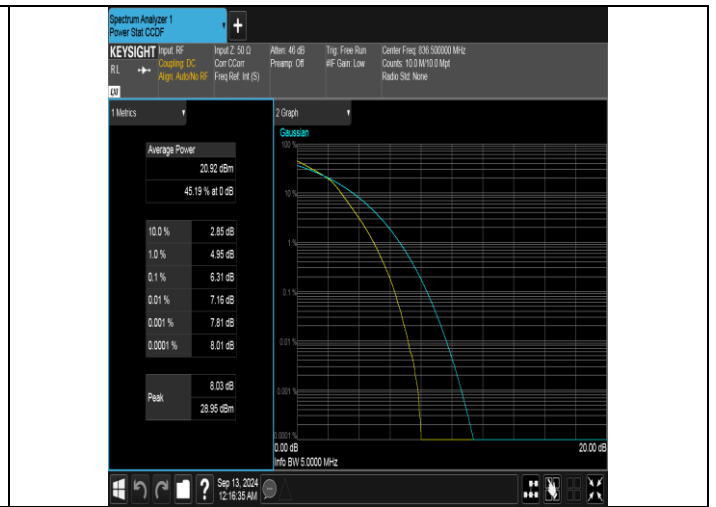 Spectrum Analyzer 1
Power Stat CCDF
+
KEYSIGHT
RL
LXI
Input: RF
Coupling: DC
Align: Auto/No RF
Input Z: 50 Ω
Corr CCorr
Freq Ref: Int (S)
Atten: 46 dB
Preamp: Off
Trig: Free Run
#IF Gain: Low
Center Freq: 836.500000 MHz
Counts: 10.0 M/10.0 Mpt
Radio Std: None
1 Metrics
Average Power
20.92 dBm
45.19 % at 0 dB
10.0 % 2.85 dB
1.0 % 4.95 dB
0.1 % 6.31 dB
0.01 % 7.16 dB
0.001 % 7.81 dB
0.0001 % 8.01 dB
Peak
8.03 dB
28.95 dBm
2 Graph
Gaussian
100 %
10 %
1 %
0.1 %
0.01 %
0.001 %
0.0001 %
0.00 dB 20.00 dB
Info BW 5.0000 MHz
?
Sep 13, 2024
12:16:35 AM